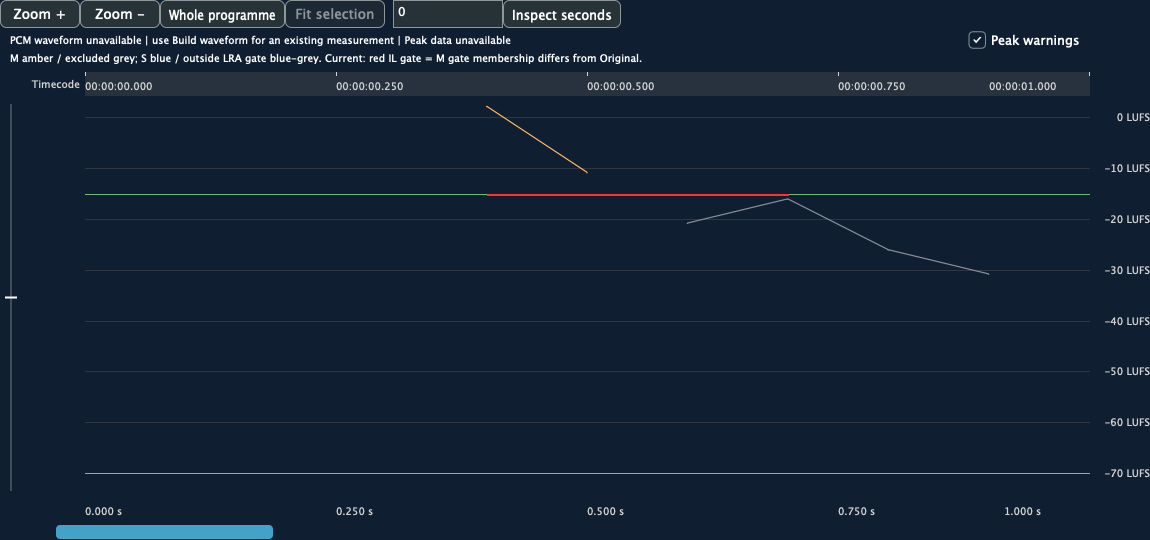 Zoom + Zoom – Whole programme Fit selection 0 Inspect seconds
PCM waveform unavailable | use Build waveform for an existing measurement | Peak data unavailable
Peak warnings
M amber / excluded grey; S blue / outside LRA gate blue-grey. Current: red IL gate = M gate membership differs from Original.
Timecode 00:00:00.000 00:00:00.250 00:00:00.500 00:00:00.750 00:00:01.000
0 LUFS
–10 LUFS
–20 LUFS
–30 LUFS
–40 LUFS
–50 LUFS
–60 LUFS
–70 LUFS
0.000 s 0.250 s 0.500 s 0.750 s 1.000 s